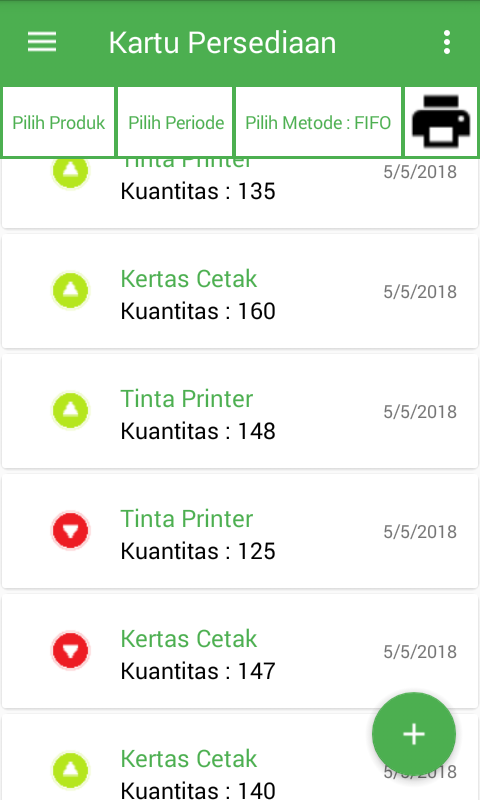 Kartu Persediaan
Pilih Produk
Pilih Periode
Pilih Metode : FIFO
Tinta Printer
Kuantitas : 135
5/5/2018
Kertas Cetak
Kuantitas : 160
5/5/2018
Tinta Printer
Kuantitas : 148
5/5/2018
Tinta Printer
Kuantitas : 125
5/5/2018
Kertas Cetak
Kuantitas : 147
5/5/2018
Kertas Cetak
Kuantitas : 140
5/5/2018